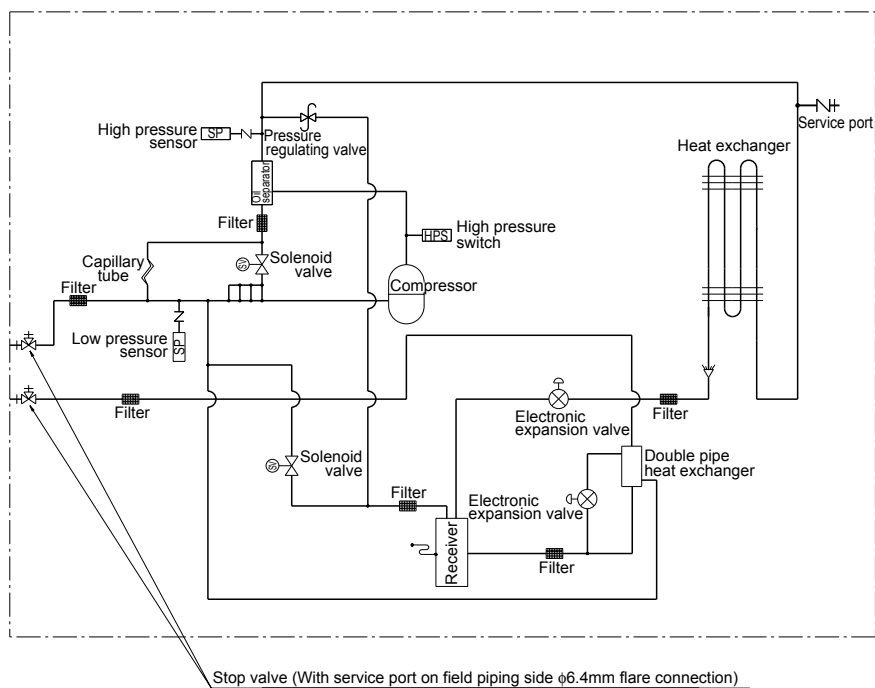 Service port
High pressure
sensor
SP
Pressure
regulating valve
Heat exchanger
Oil
separator
Filter
HPS
High pressure
switch
Capillary
tube
SV
Solenoid
valve
Compressor
Filter
Low pressure
sensor
SP
Filter
Electronic
expansion valve
Filter
SV
Solenoid
valve
Double pipe
heat exchanger
Filter
Electronic
expansion valve
Receiver
Filter
Stop valve (With service port on field piping side ϕ6.4mm flare connection)